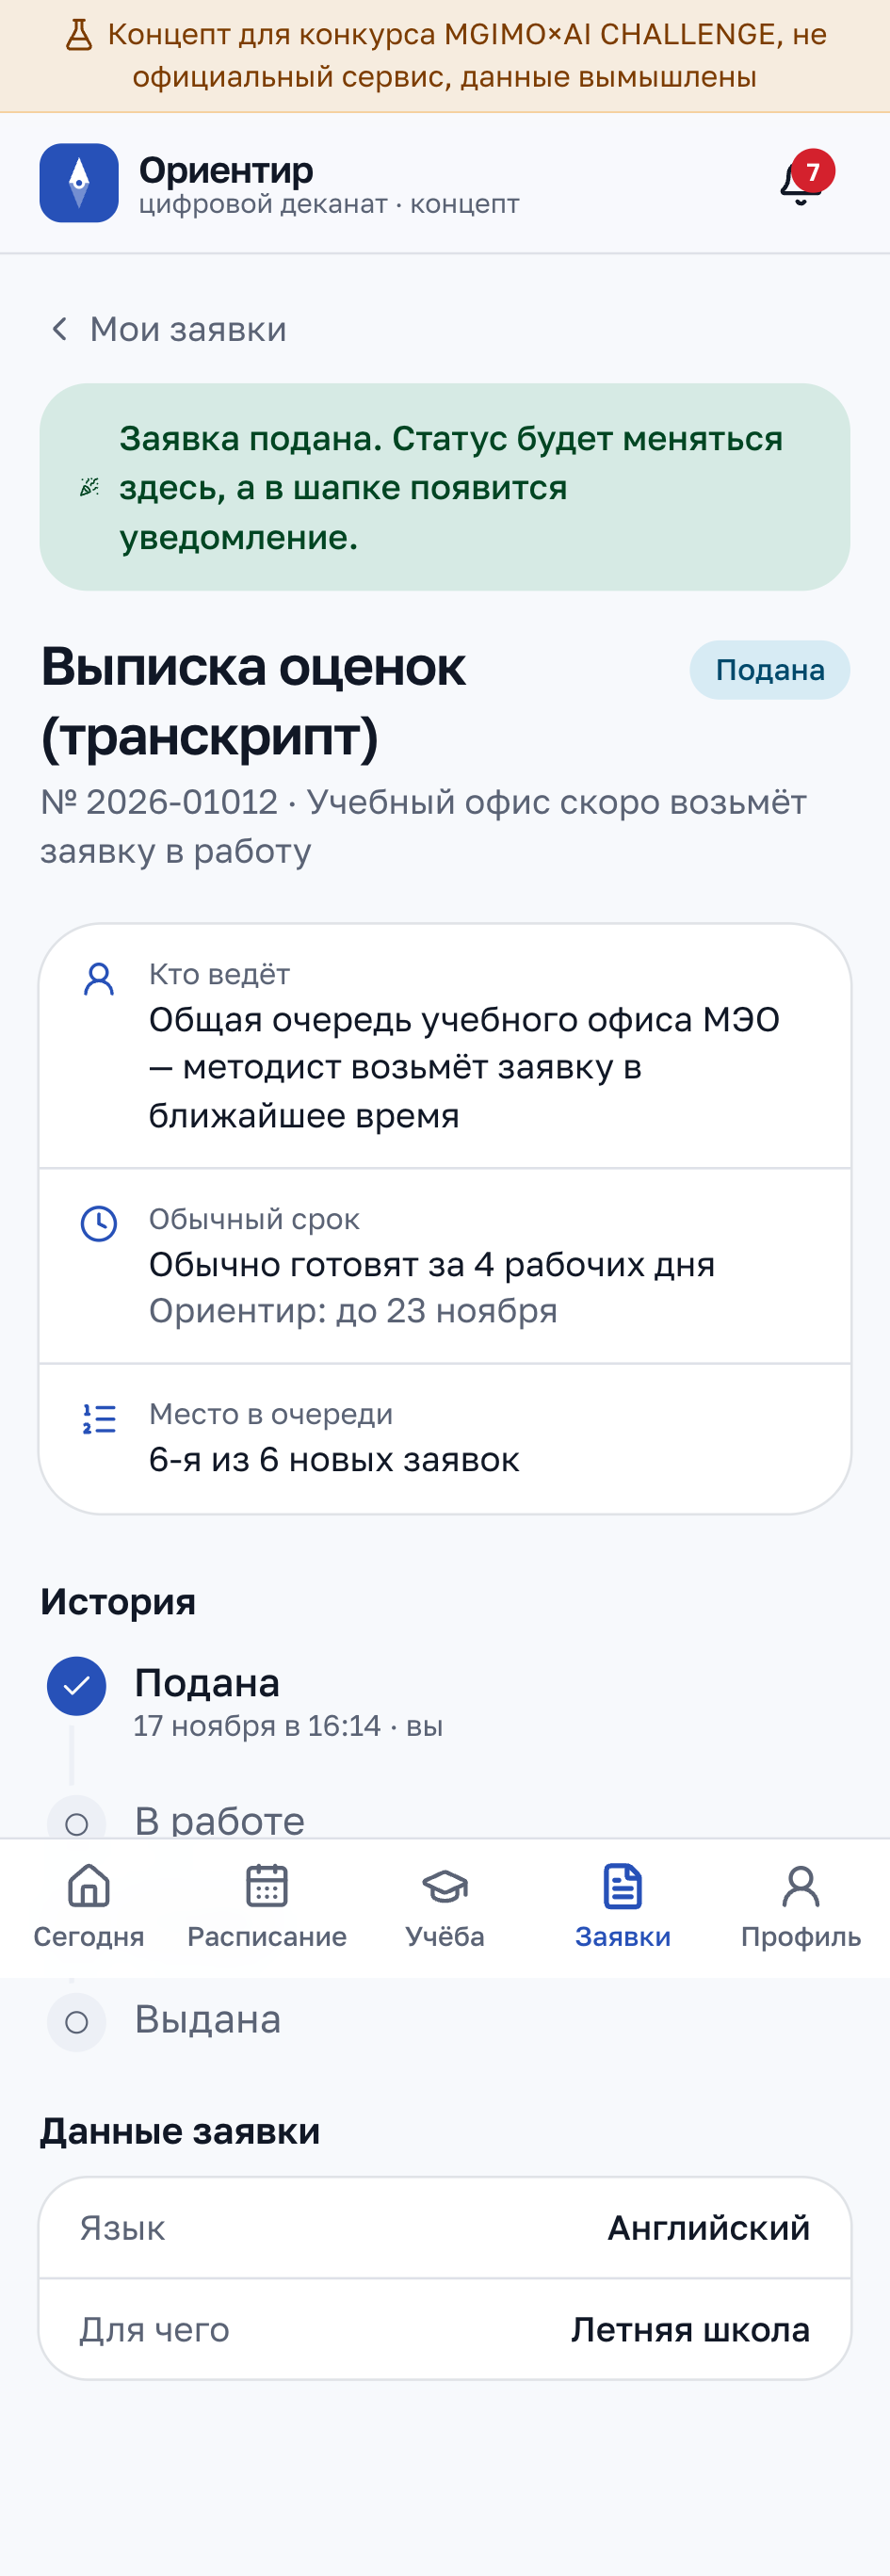 Концепт для конкурса MGIMO×AI CHALLENGE, не
официальный сервис, данные вымышлены
Ориентир
цифровой деканат · концепт
7
Мои заявки
Заявка подана. Статус будет меняться
здесь, а в шапке появится
уведомление.
Выписка оценок
(транскрипт)
Подана
№ 2026-01012 · Учебный офис скоро возьмёт
заявку в работу
Кто ведёт
Общая очередь учебного офиса МЭО
— методист возьмёт заявку в
ближайшее время
Обычный срок
Обычно готовят за 4 рабочих дня
Ориентир: до 23 ноября
Место в очереди
6-я из 6 новых заявок
История
Подана
17 ноября в 16:14 · вы
В работе
Сегодня
Расписание
Учёба
Заявки
Профиль
Выдана
Данные заявки
Язык
Английский
Для чего
Летняя школа